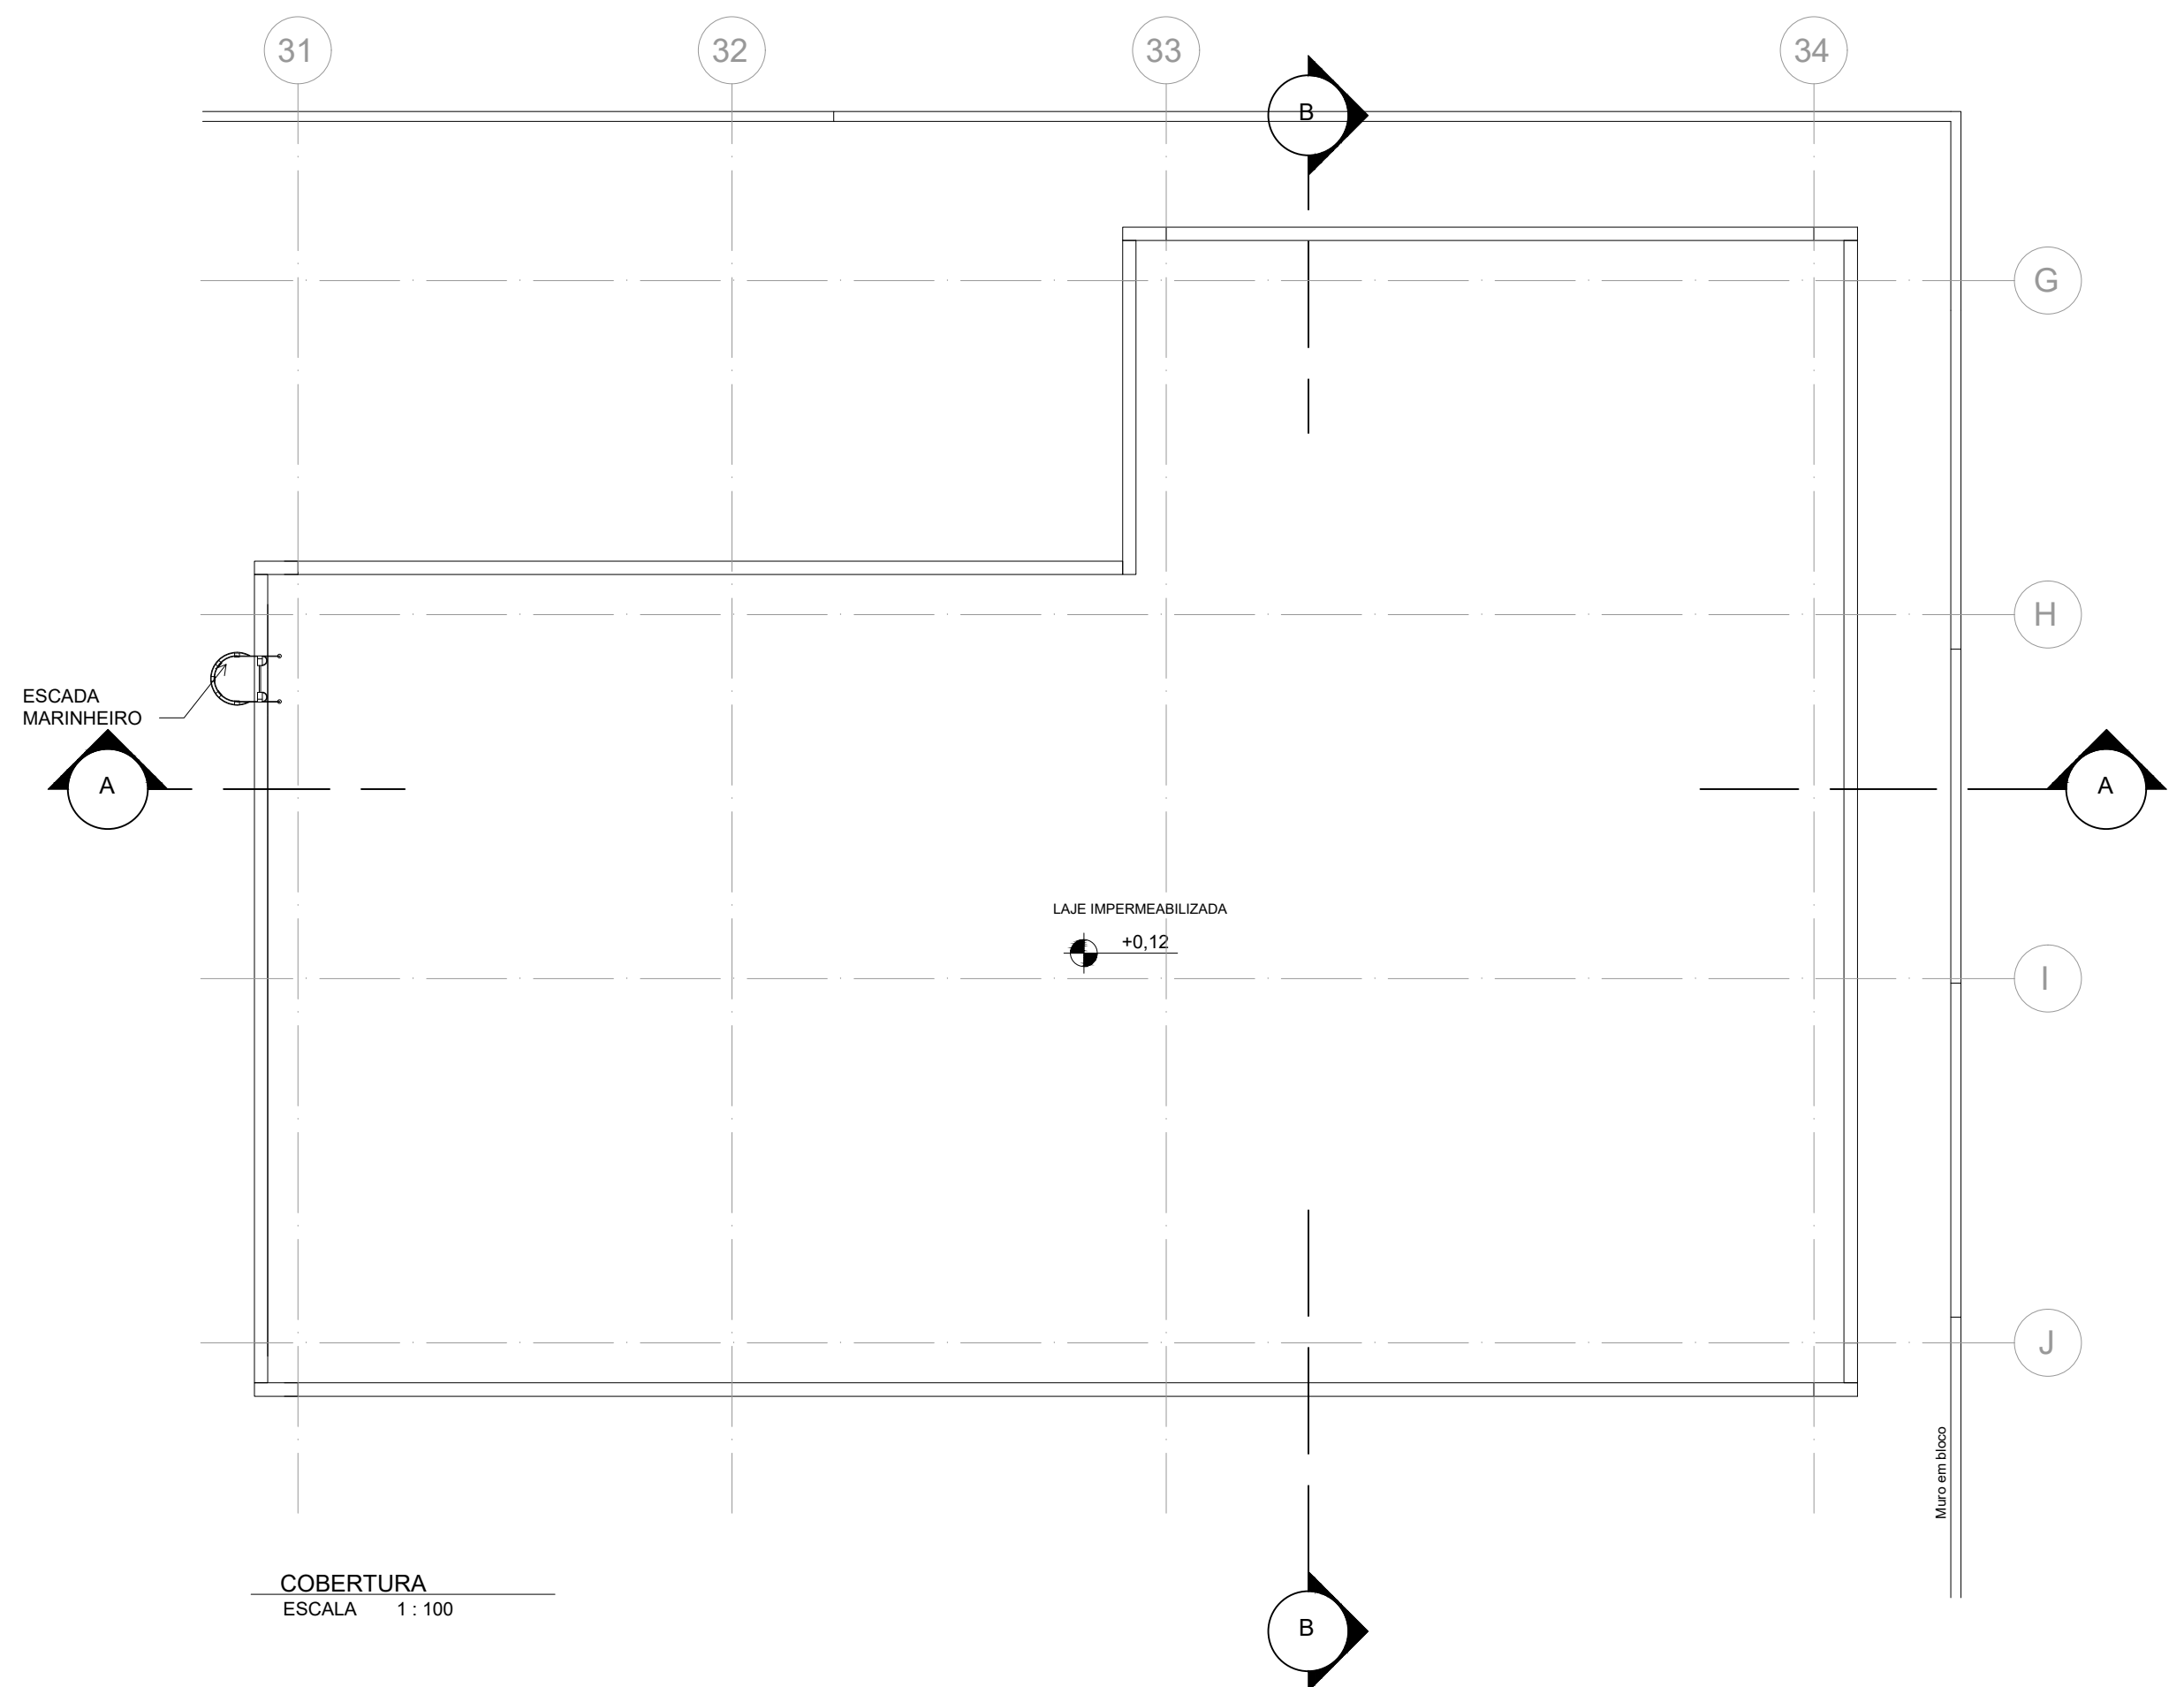 31
32
33
34
B
G
H
ESCADA
MARINHEIRO
A
A
LAJE IMPERMEABILIZADA
+0,12
I
J
Muro em bloco
COBERTURA
ESCALA 1 : 100
B